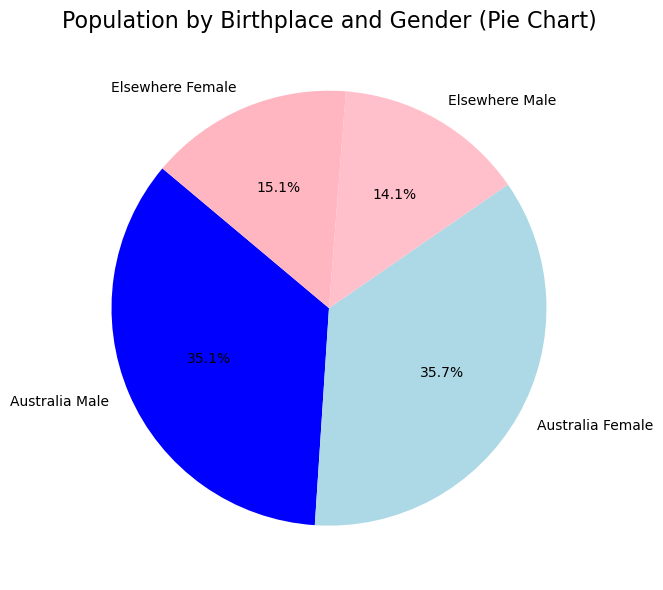 Population by Birthplace and Gender (Pie Chart)
Elsewhere Female
Elsewhere Male
15.1%
14.1%
35.1%
35.7%
Australia Male
Australia Female